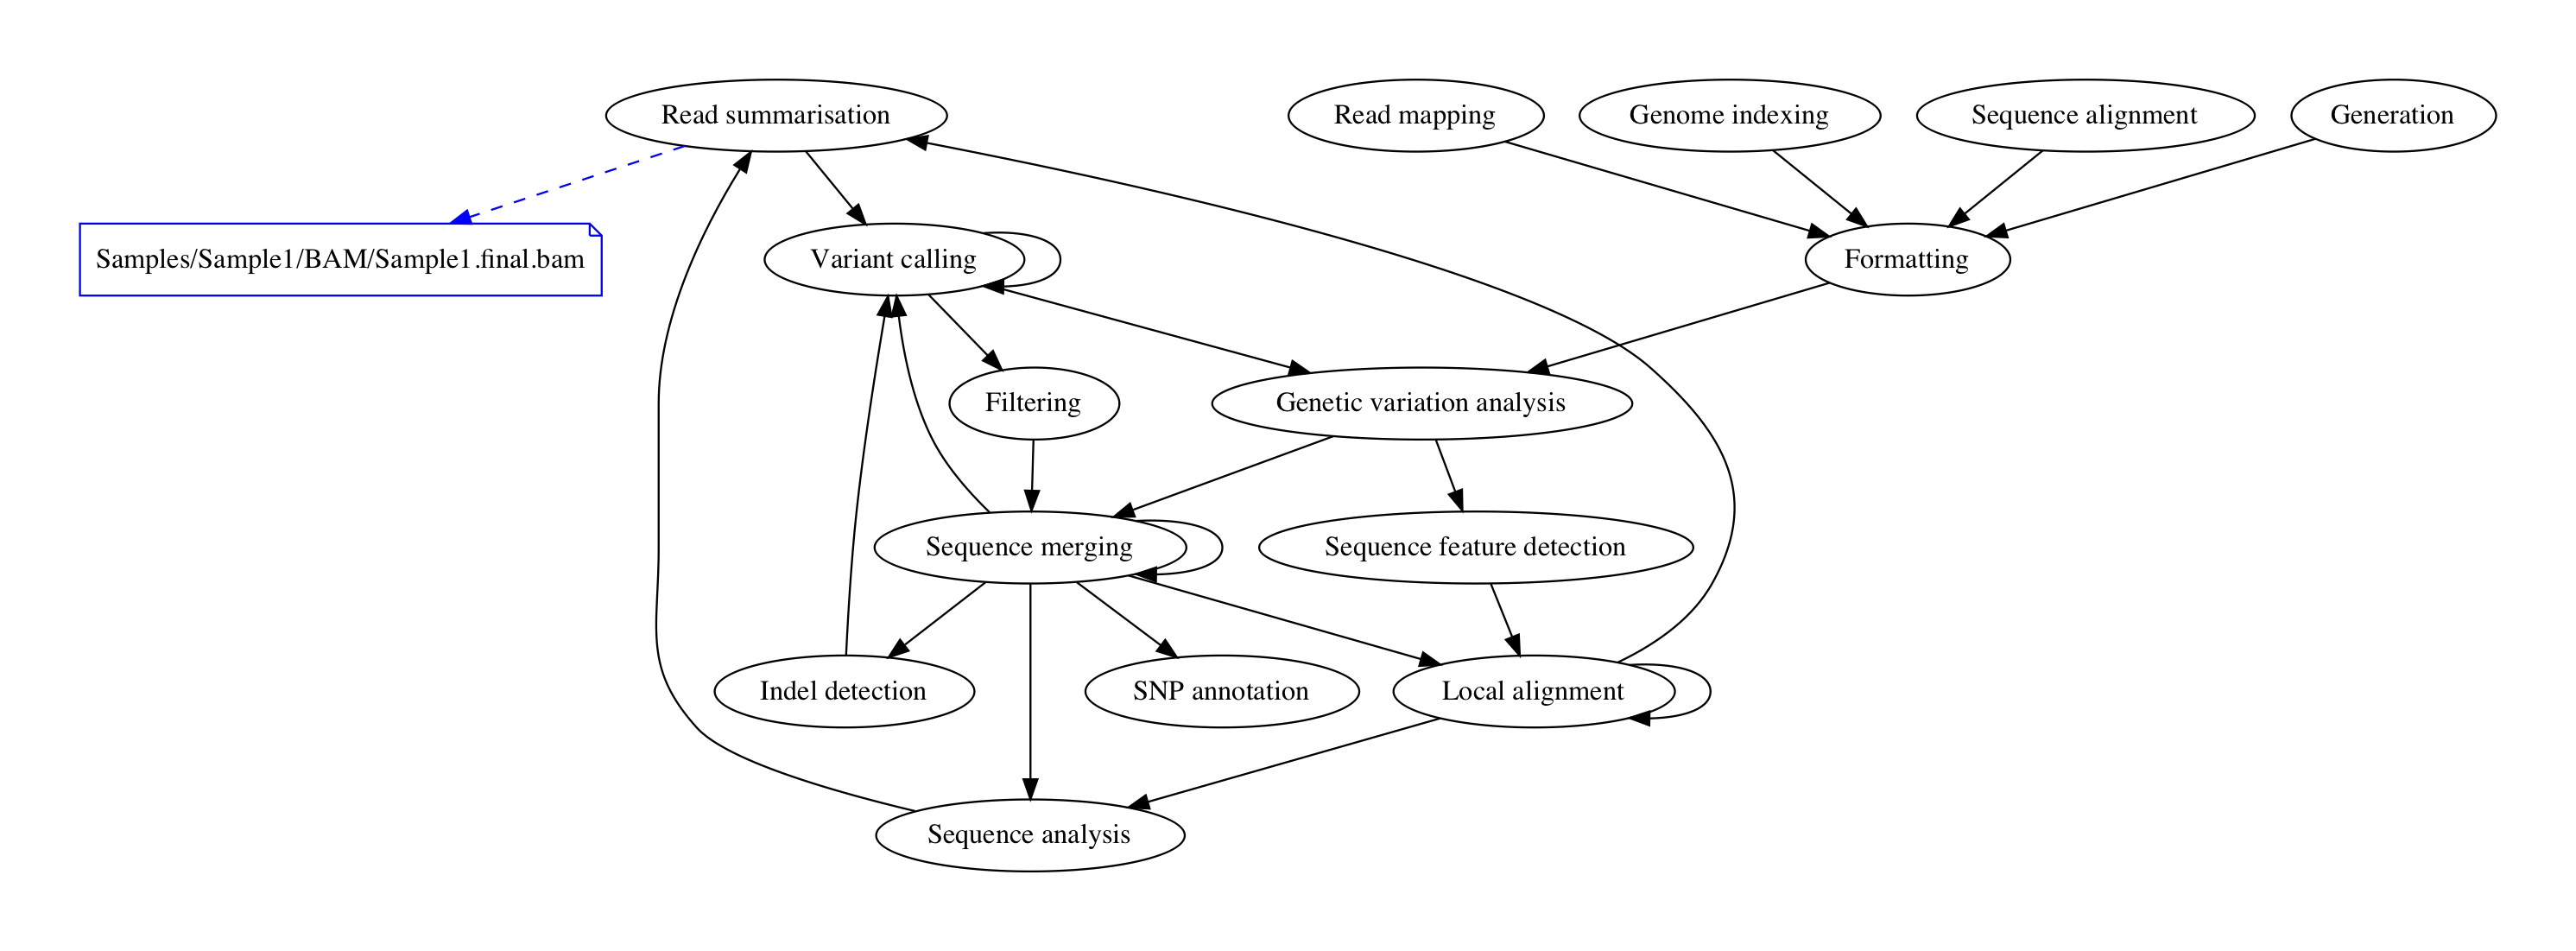 Read summarisation
Read mapping
Genome indexing
Sequence alignment
Generation
Samples/Sample1/BAM/Sample1.final.bam
Variant calling
Formatting
Filtering
Genetic variation analysis
Sequence merging
Sequence feature detection
Indel detection
SNP annotation
Local alignment
Sequence analysis